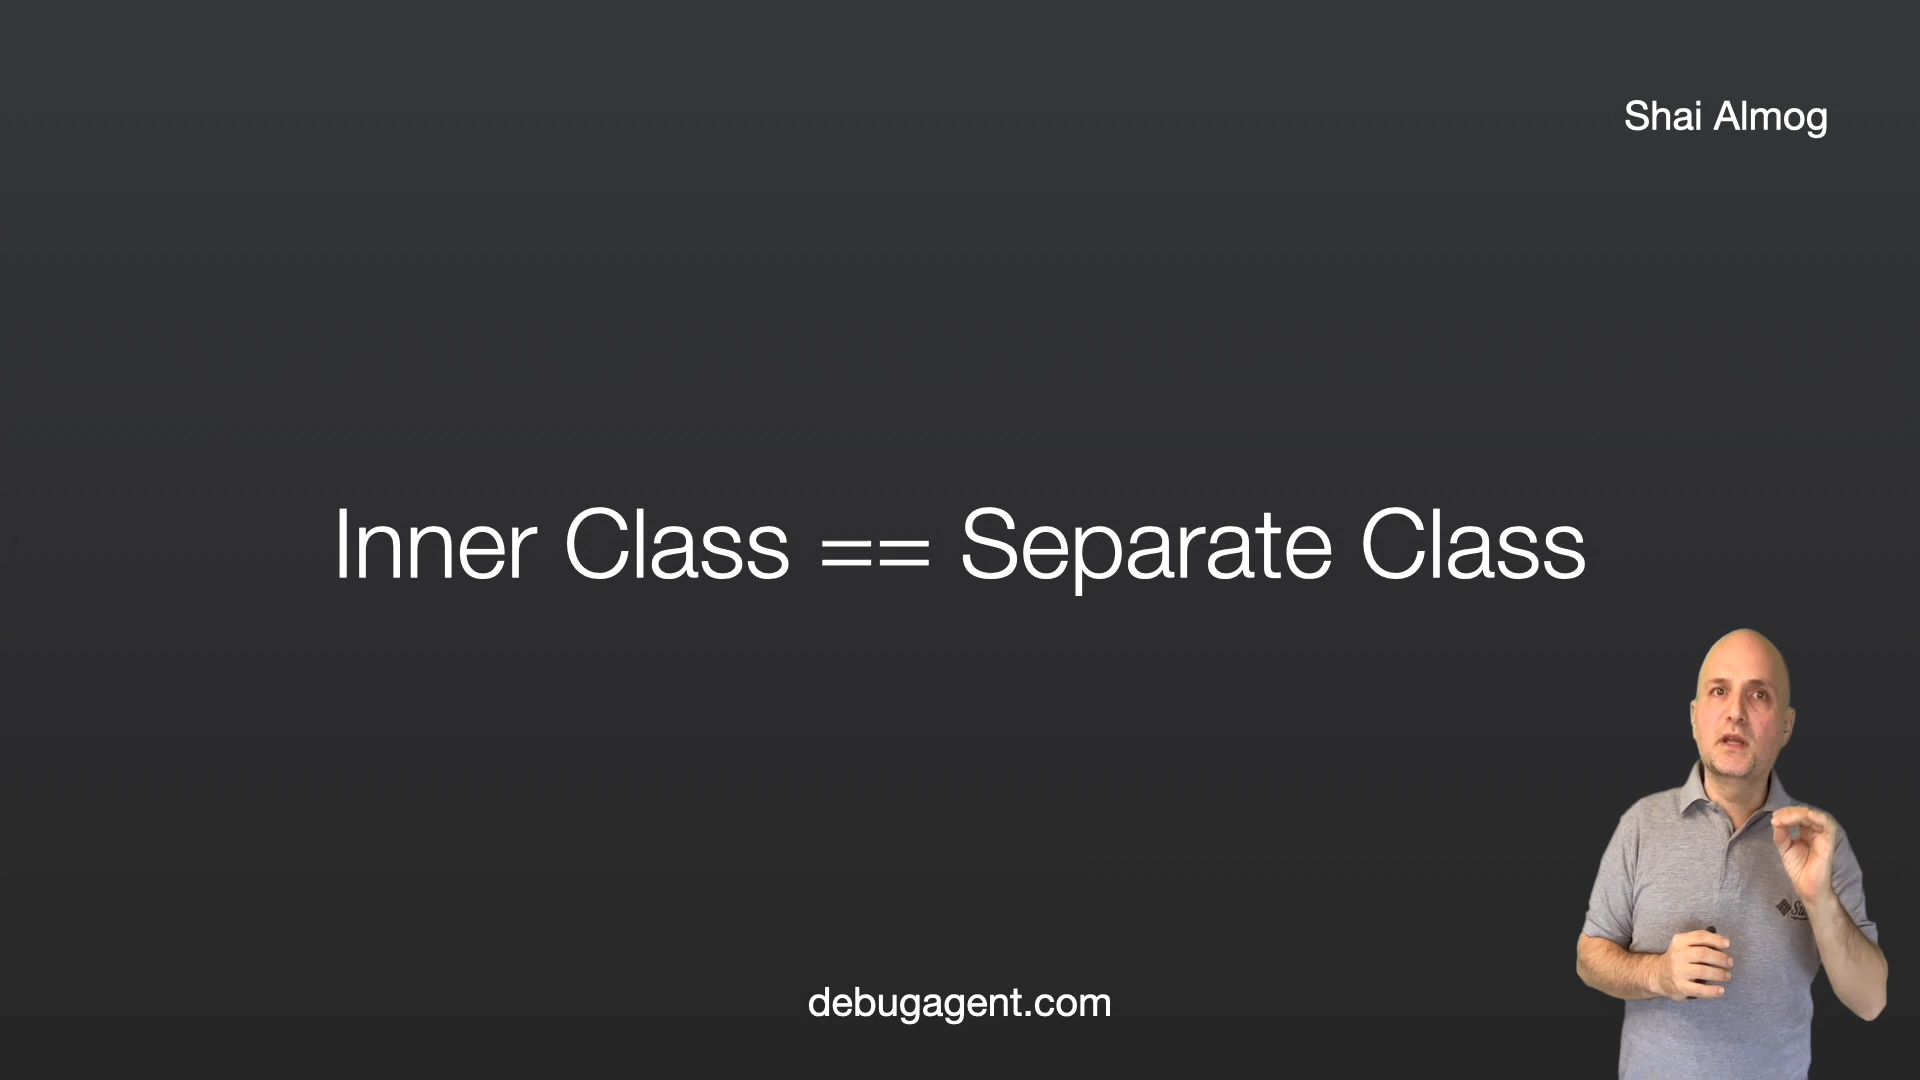 Shai Almog
Inner Class == Separate Class
debugagent.com